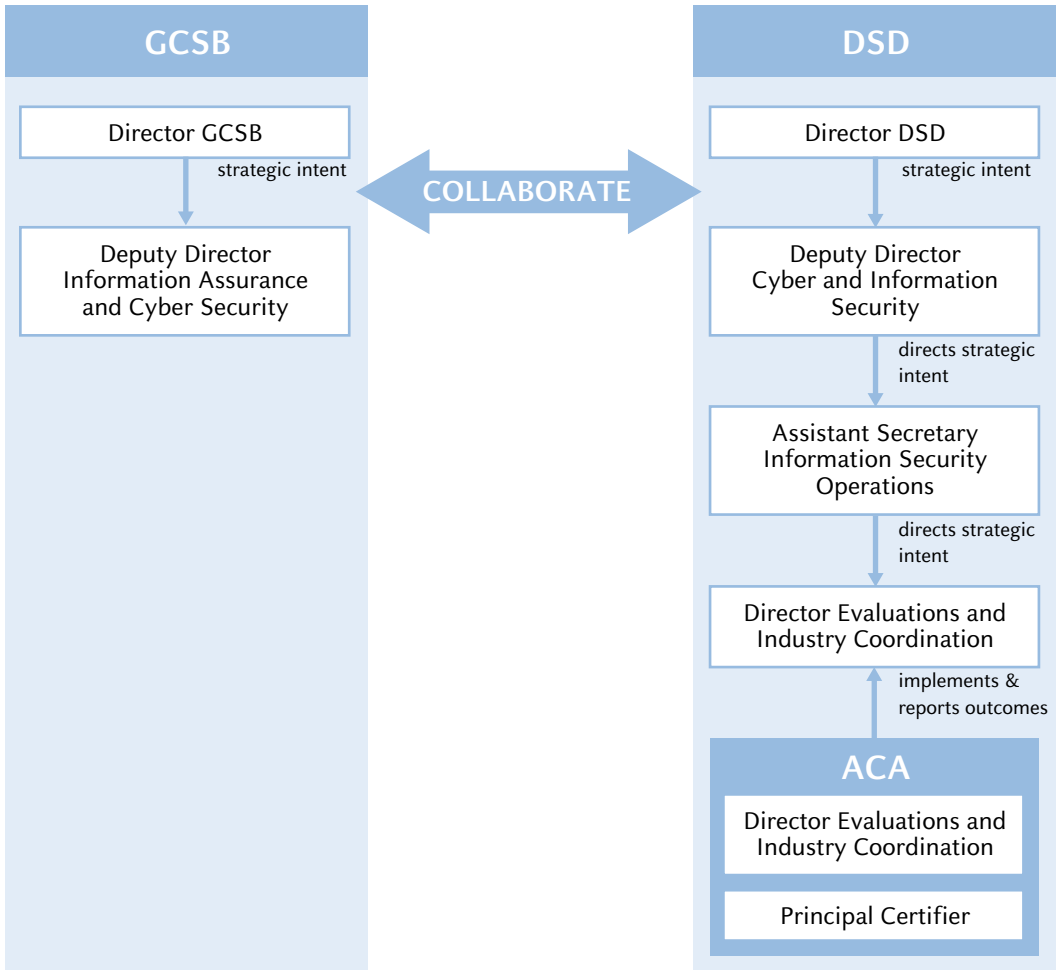 GCSB
Director GCSB
strategic intent
Deputy Director
Information Assurance
and Cyber Security
COLLABORATE
DSD
Director DSD
strategic intent
Deputy Director
Cyber and Information
Security
directs strategic
intent
Assistant Secretary
Information Security
Operations
directs strategic
intent
Director Evaluations and
Industry Coordination
implements &
reports outcomes
ACA
Director Evaluations and
Industry Coordination
Principal Certifier